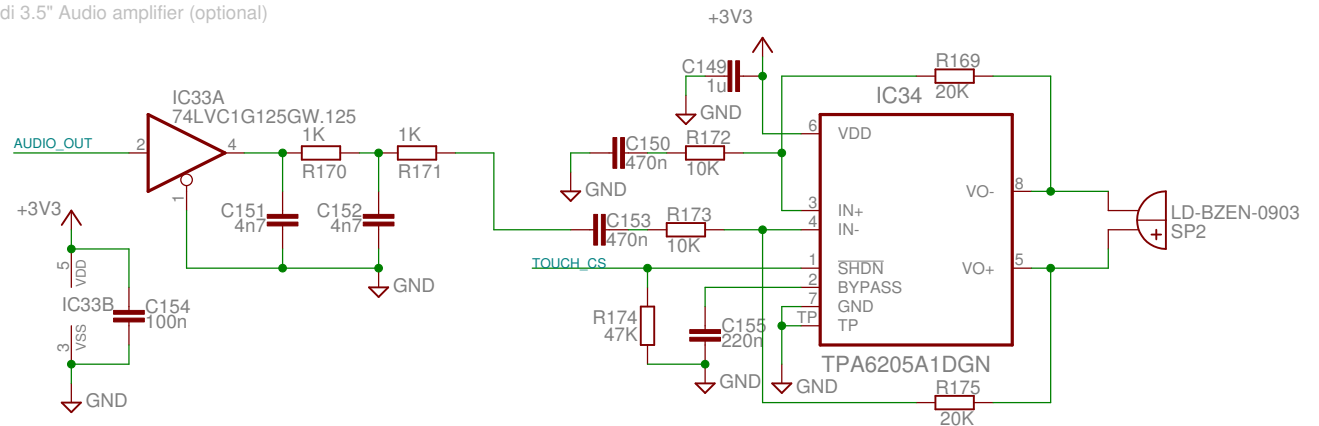 di 3.5" Audio amplifier (optional)
+3V3
C149
1u
GND
R169
20K
IC33A
74LVC1G125GW.125
AUDIO_OUT
2
4
1
1K
R170
1K
R171
C150
470n
GND
R172
10K
IC34
6
VDD
3
IN+
4
IN-
1
SHDN
2
BYPASS
7
GND
TP
TP
VO-
8
VO+
5
TPA6205A1DGN
LD-BZEN-0903
SP2
C151
4n7
C152
4n7
GND
C153
470n
R173
10K
TOUCH_CS
R174
47K
C155
220n
GND
GND
R175
20K
+3V3
5
VDD
IC33B
VSS
3
C154
100n
GND